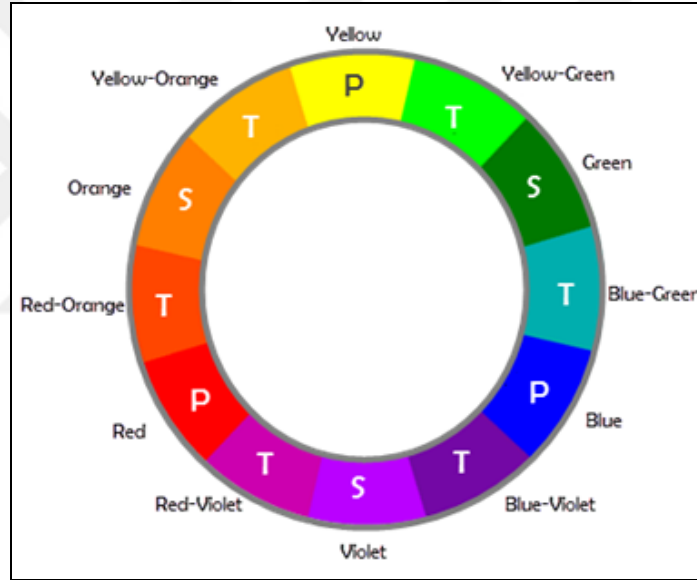 Yellow
Yellow-Orange
Yellow-Green
P
T
T
Orange
Green
S
S
Red-Orange
T
T
Blue-Green
P
P
Red
Blue
T
T
S
Red-Violet
Blue-Violet
Violet